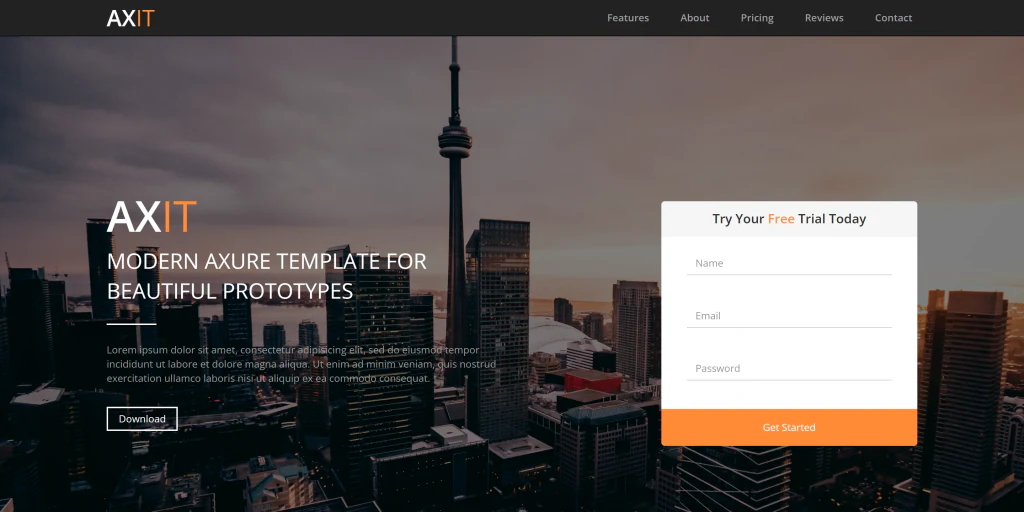 AXIT
Features
About
Pricing
Reviews
Contact
AXIT
MODERN AXURE TEMPLATE FOR
BEAUTIFUL PROTOTYPES
Lorem ipsum dolor sit amet, consectetur adipisicing elit, sed do eiusmod tempor
incididunt ut labore et dolore magna aliqua. Ut enim ad minim veniam, quis nostrud
exercitation ullamco laboris nisi ut aliquip ex ea commodo consequat.
Download
Try Your Free Trial Today
Name
Email
Password
Get Started